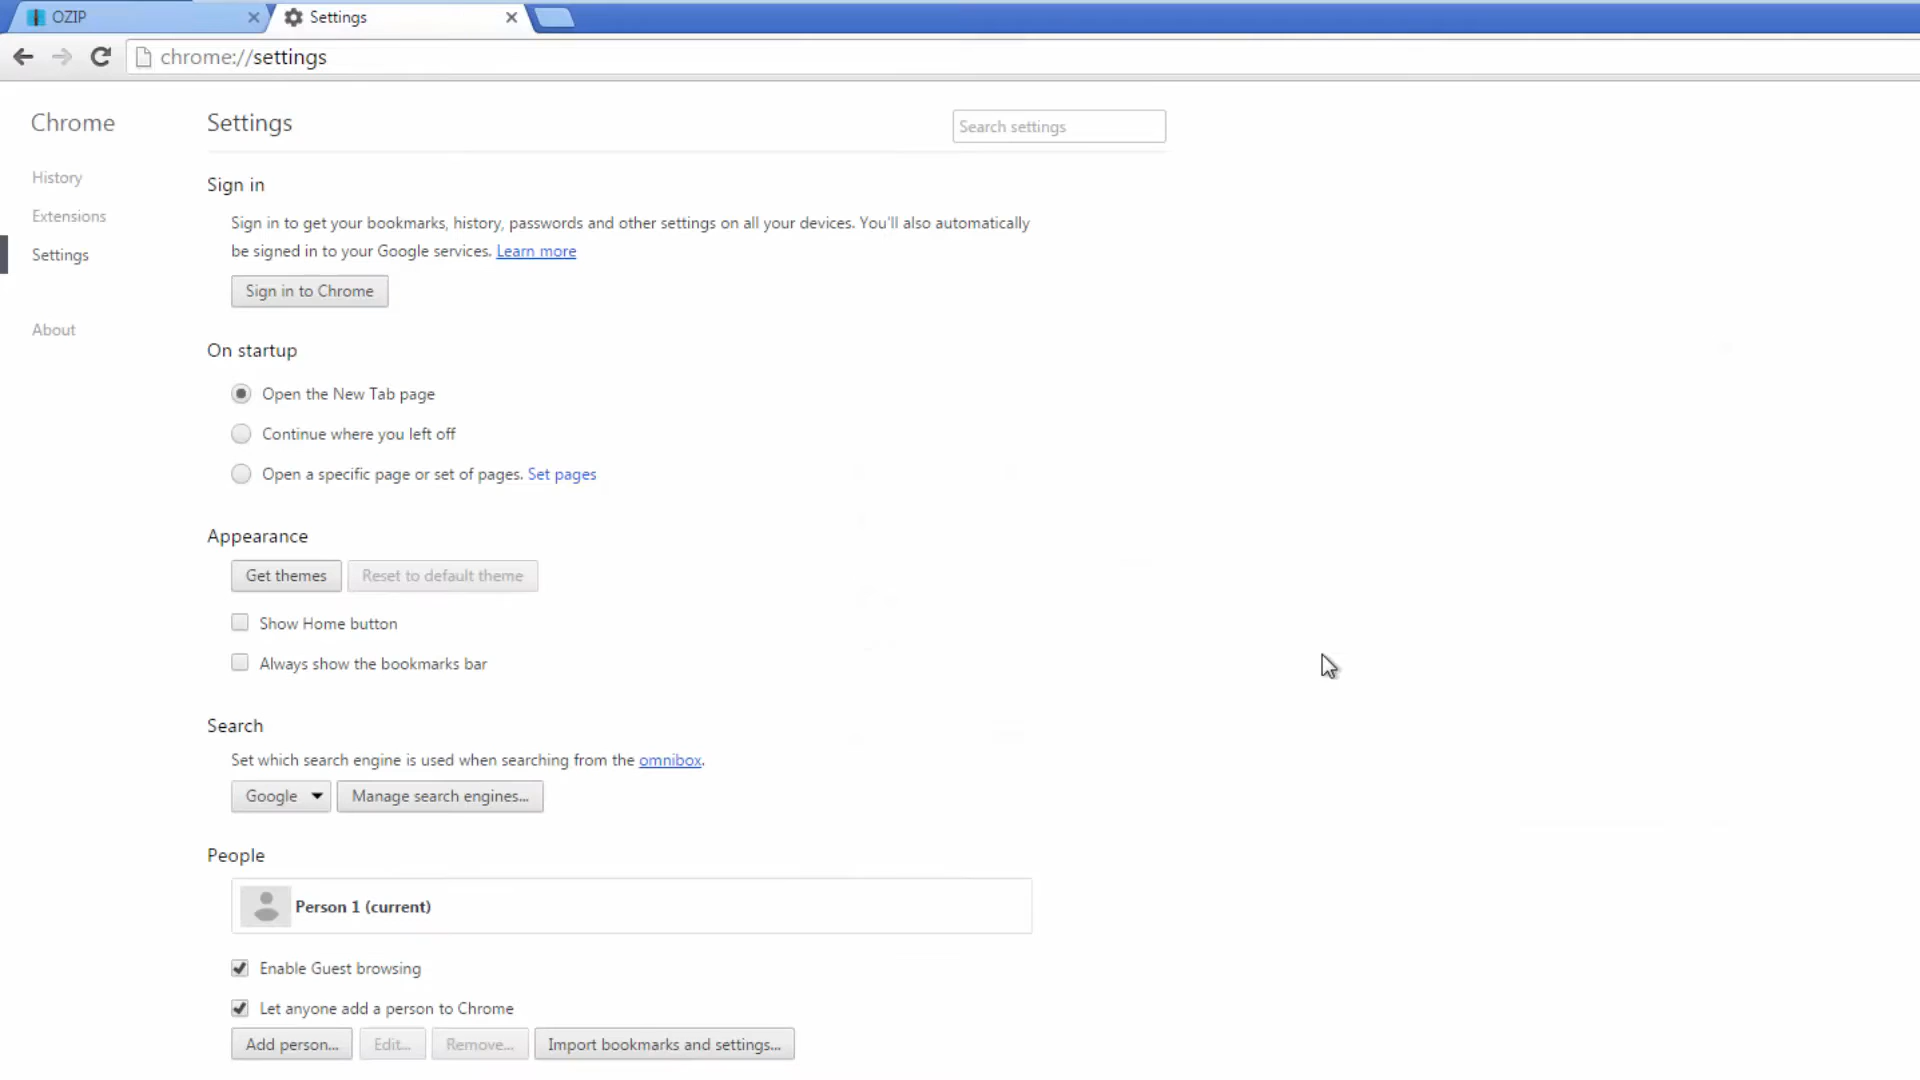 OZIP
Settings
chrome://settings
Chrome
Settings
Search settings
History
Extensions
Settings
About
Sign in
Sign in to get your bookmarks, history, passwords and other settings on all your devices. You'll also automatically
be signed in to your Google services. Learn more
Sign in to Chrome
On startup
Open the New Tab page
Continue where you left off
Open a specific page or set of pages. Set pages
Appearance
Get themes Reset to default theme
Show Home button
Always show the bookmarks bar
Search
Set which search engine is used when searching from the omnibox.
Google Manage search engines...
People
Person 1 (current)
Enable Guest browsing
Let anyone add a person to Chrome
Add person... Edit... Remove... Import bookmarks and settings...